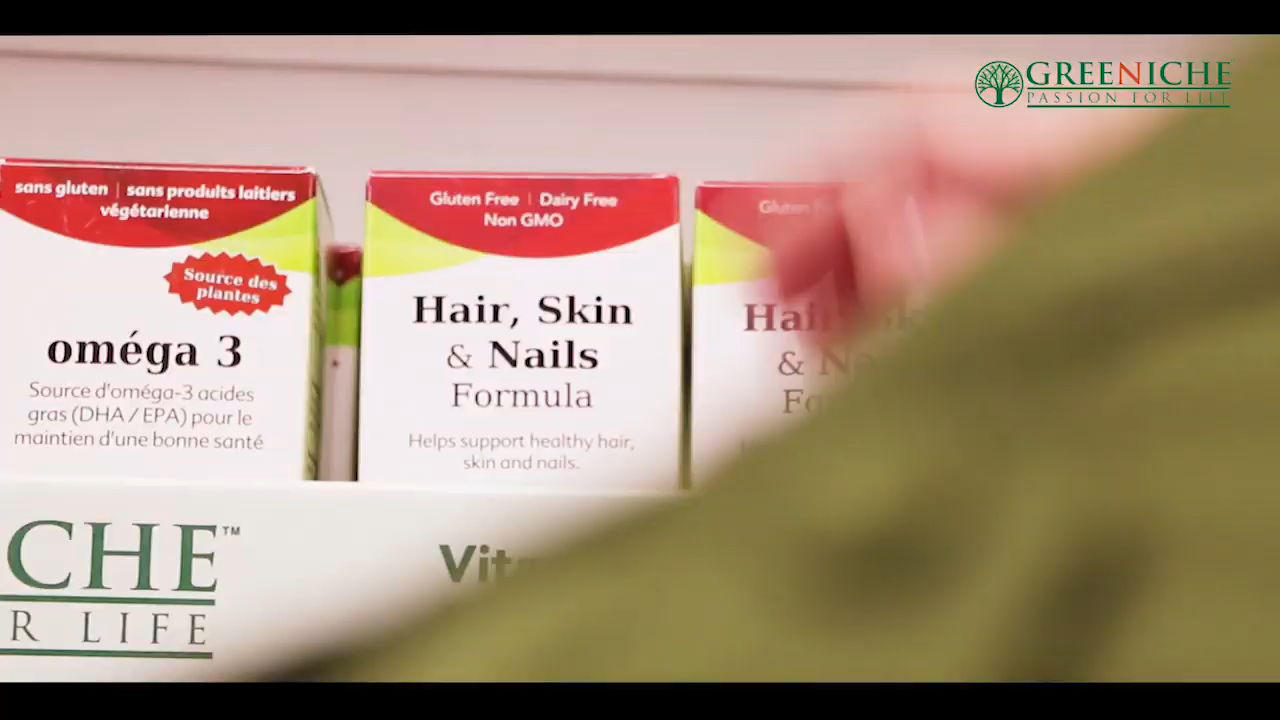 GREENICHE
PASSION FOR LIFE
sans gluten | sans produits laitiers
végétarienne
Source des
plantes
oméga 3
Source d'oméga-3 acides
gras (DHA / EPA) pour le
maintien d'une bonne santé
Gluten Free | Dairy Free
Non GMO
Hair, Skin
& Nails
Formula
Helps support healthy hair,
skin and nails.
Gluten
Hair,
&
CHE™
R LIFE